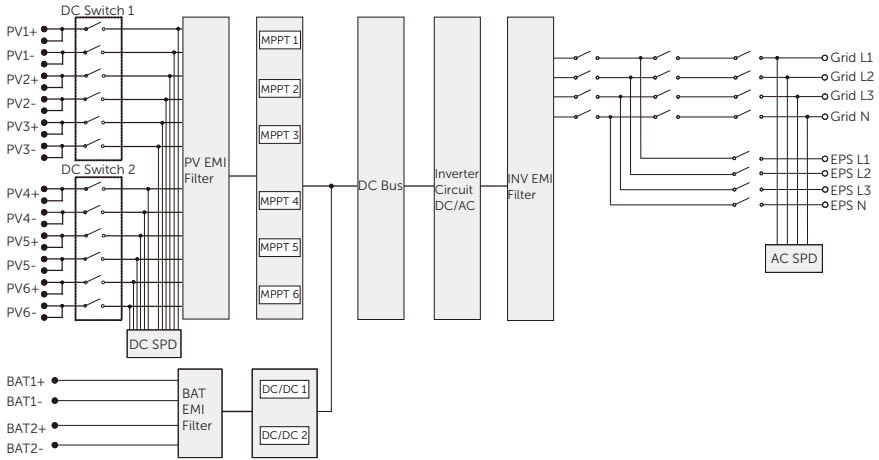 DC Switch 1
PV1+
PV1-
PV2+
PV2-
PV3+
PV3-
DC Switch 2
PV4+
PV4-
PV5+
PV5-
PV6+
PV6-
DC SPD
PV EMI
Filter
MPPT 1
MPPT 2
MPPT 3
MPPT 4
MPPT 5
MPPT 6
DC Bus
Inverter
Circuit
DC/AC
INV EMI
Filter
Grid L1
Grid L2
Grid L3
Grid N
EPS L1
EPS L2
EPS L3
EPS N
AC SPD
BAT1+
BAT1-
BAT2+
BAT2-
BAT
EMI
Filter
DC/DC 1
DC/DC 2